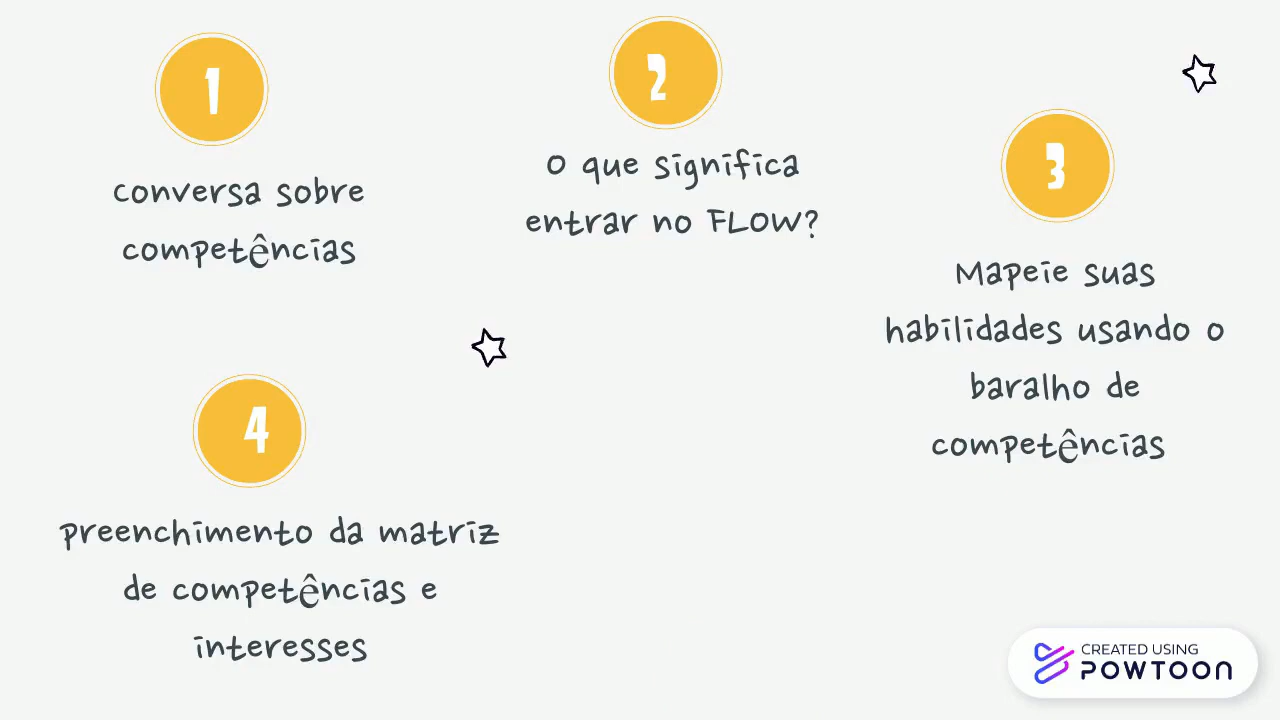 1
conversa sobre
competências
2
O que significa
entrar no FLOW?
3
Mapeie suas
habilidades usando o
baralho de
competências
4
preenchimento da matriz
de competências e
interesses
CREATED USING
POWTOON